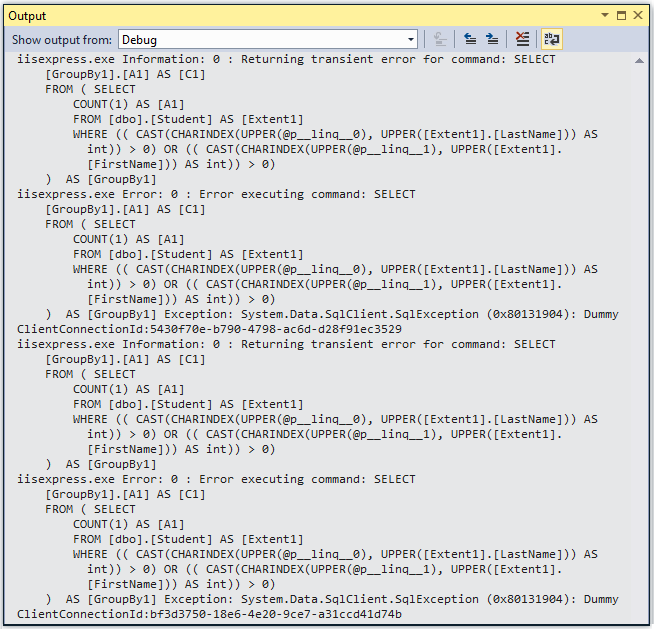 Output
Show output from: Debug
iisexpress.exe Information: 0 : Returning transient error for command: SELECT
[GroupBy1].[A1] AS [C1]
FROM ( SELECT
COUNT(1) AS [A1]
FROM [dbo].[Student] AS [Extent1]
WHERE (( CAST(CHARINDEX(UPPER(@p__linq__0), UPPER([Extent1].[LastName])) AS
int)) > 0) OR (( CAST(CHARINDEX(UPPER(@p__linq__1), UPPER([Extent1].
[FirstName])) AS int)) > 0)
)  AS [GroupBy1]
iisexpress.exe Error: 0 : Error executing command: SELECT
[GroupBy1].[A1] AS [C1]
FROM ( SELECT
COUNT(1) AS [A1]
FROM [dbo].[Student] AS [Extent1]
WHERE (( CAST(CHARINDEX(UPPER(@p__linq__0), UPPER([Extent1].[LastName])) AS
int)) > 0) OR (( CAST(CHARINDEX(UPPER(@p__linq__1), UPPER([Extent1].
[FirstName])) AS int)) > 0)
)  AS [GroupBy1] Exception: System.Data.SqlClient.SqlException (0x80131904): Dummy
ClientConnectionId:5430f70e-b790-4798-ac6d-d28f91ec3529
iisexpress.exe Information: 0 : Returning transient error for command: SELECT
[GroupBy1].[A1] AS [C1]
FROM ( SELECT
COUNT(1) AS [A1]
FROM [dbo].[Student] AS [Extent1]
WHERE (( CAST(CHARINDEX(UPPER(@p__linq__0), UPPER([Extent1].[LastName])) AS
int)) > 0) OR (( CAST(CHARINDEX(UPPER(@p__linq__1), UPPER([Extent1].
[FirstName])) AS int)) > 0)
)  AS [GroupBy1]
iisexpress.exe Error: 0 : Error executing command: SELECT
[GroupBy1].[A1] AS [C1]
FROM ( SELECT
COUNT(1) AS [A1]
FROM [dbo].[Student] AS [Extent1]
WHERE (( CAST(CHARINDEX(UPPER(@p__linq__0), UPPER([Extent1].[LastName])) AS
int)) > 0) OR (( CAST(CHARINDEX(UPPER(@p__linq__1), UPPER([Extent1].
[FirstName])) AS int)) > 0)
)  AS [GroupBy1] Exception: System.Data.SqlClient.SqlException (0x80131904): Dummy
ClientConnectionId:bf3d3750-18e6-4e20-9ce7-a31ccd41d74b